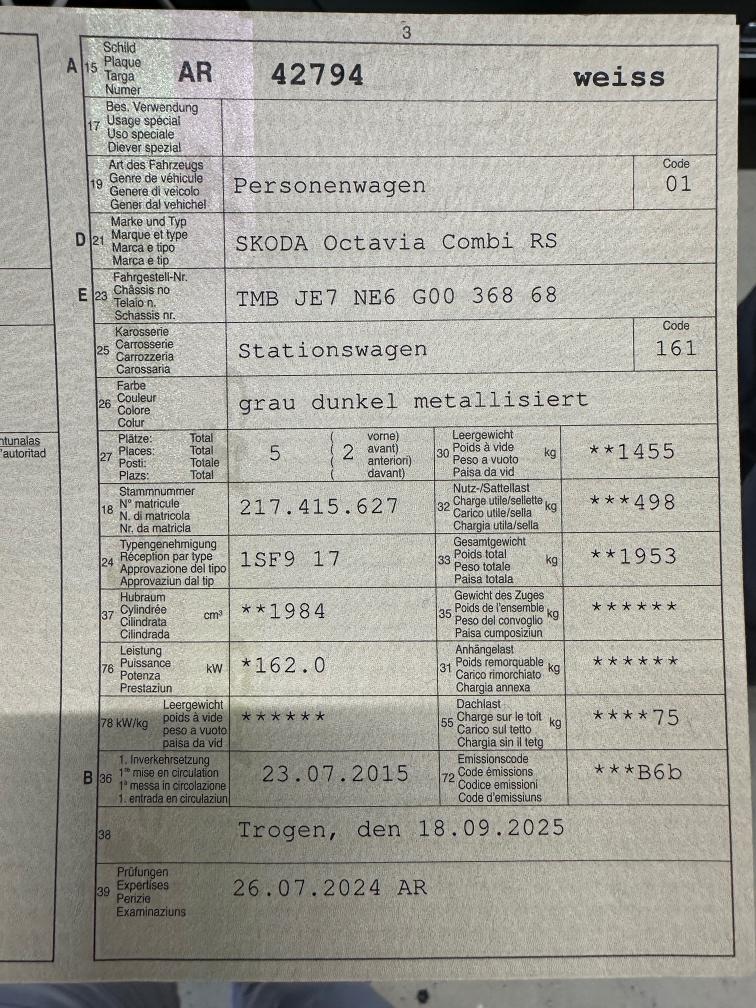 3
A 15 Schild Plaque Targa Numer AR 42794 weiss
17 Bes. Verwendung Usage spécial Uso speciale Diever spezial
19 Art des Fahrzeugs Genre de véhicule Genere di veicolo Gener dal vehichel Personenwagen Code 01
D 21 Marke und Typ Marque et type Marca e tipo Marca e tip SKODA Octavia Combi RS
E 23 Fahrgestell-Nr. Châssis no Telaio n. Schassis nr. TMB JE7 NE6 G00 368 68
25 Karosserie Carrosserie Carrozzeria Carossaria Stationswagen Code 161
26 Farbe Couleur Colore Colur grau dunkel metallisiert
27 Plätze: Total Places: Total Posti: Totale Plazs: Total 5 ( 2 vorne) ( avant) ( anteriori) ( davant)
30 Leergewicht Poids à vide Peso a vuoto Paisa da vid kg **1455
18 Stammnummer N° matricule N. di matricola Nr. da matricla 217.415.627
32 Nutz-/Sattellast Charge utile/sellette Carico utile/sella Chargia utila/sella kg ***498
24 Typengenehmigung Réception par type Approvazione del tipo Approvaziun dal tip 1SF9 17
33 Gesamtgewicht Poids total Peso totale Paisa totala kg **1953
37 Hubraum Cylindrée Cilindrata Cilindrada cm³ **1984
35 Gewicht des Zuges Poids de l'ensemble Peso del convoglio Paisa cumposiziun kg ******
76 Leistung Puissance Potenza Prestaziun kW *162.0
31 Anhängelast Poids remorquable Carico rimorchiato Chargia annexa kg ******
78 kW/kg Leergewicht poids à vide peso a vuoto paisa da vid ******
55 Dachlast Charge sur le toit Carico sul tetto Chargia sin il tetg kg ****75
B 36 1. Inverkehrsetzung 1re mise en circulation 1a messa in circolazione 1. entrada en circulaziun 23.07.2015
72 Emissionscode Code émissions Codice emissioni Code d'emissiuns ***B6b
38 Trogen, den 18.09.2025
39 Prüfungen Expertises Perizie Examinaziuns 26.07.2024 AR